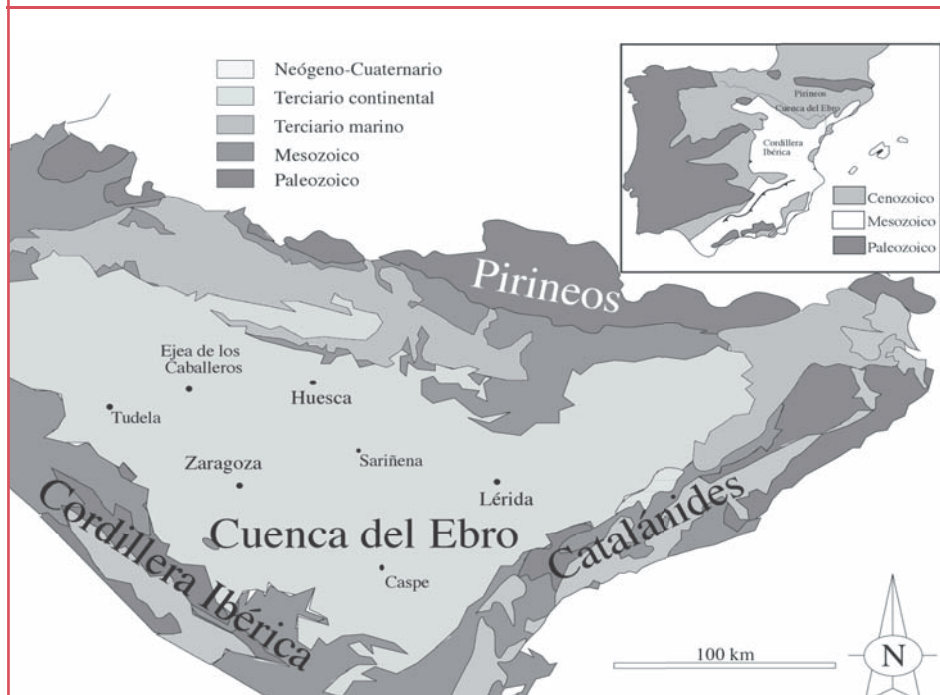 Neógeno-Cuaternario
Terciario continental
Terciario marino
Mesozoico
Paleozoico
Pirineos
Cuenca del Ebro
Cordillera
Ibérica
Cenozoico
Mesozoico
Paleozoico
Pirineos
Ejea de los
Caballeros
Huesca
Tudela
Sariñena
Zaragoza
Lérida
Cuenca del Ebro
Caspe
Cordillera Ibérica
Catalánides
100 km
N